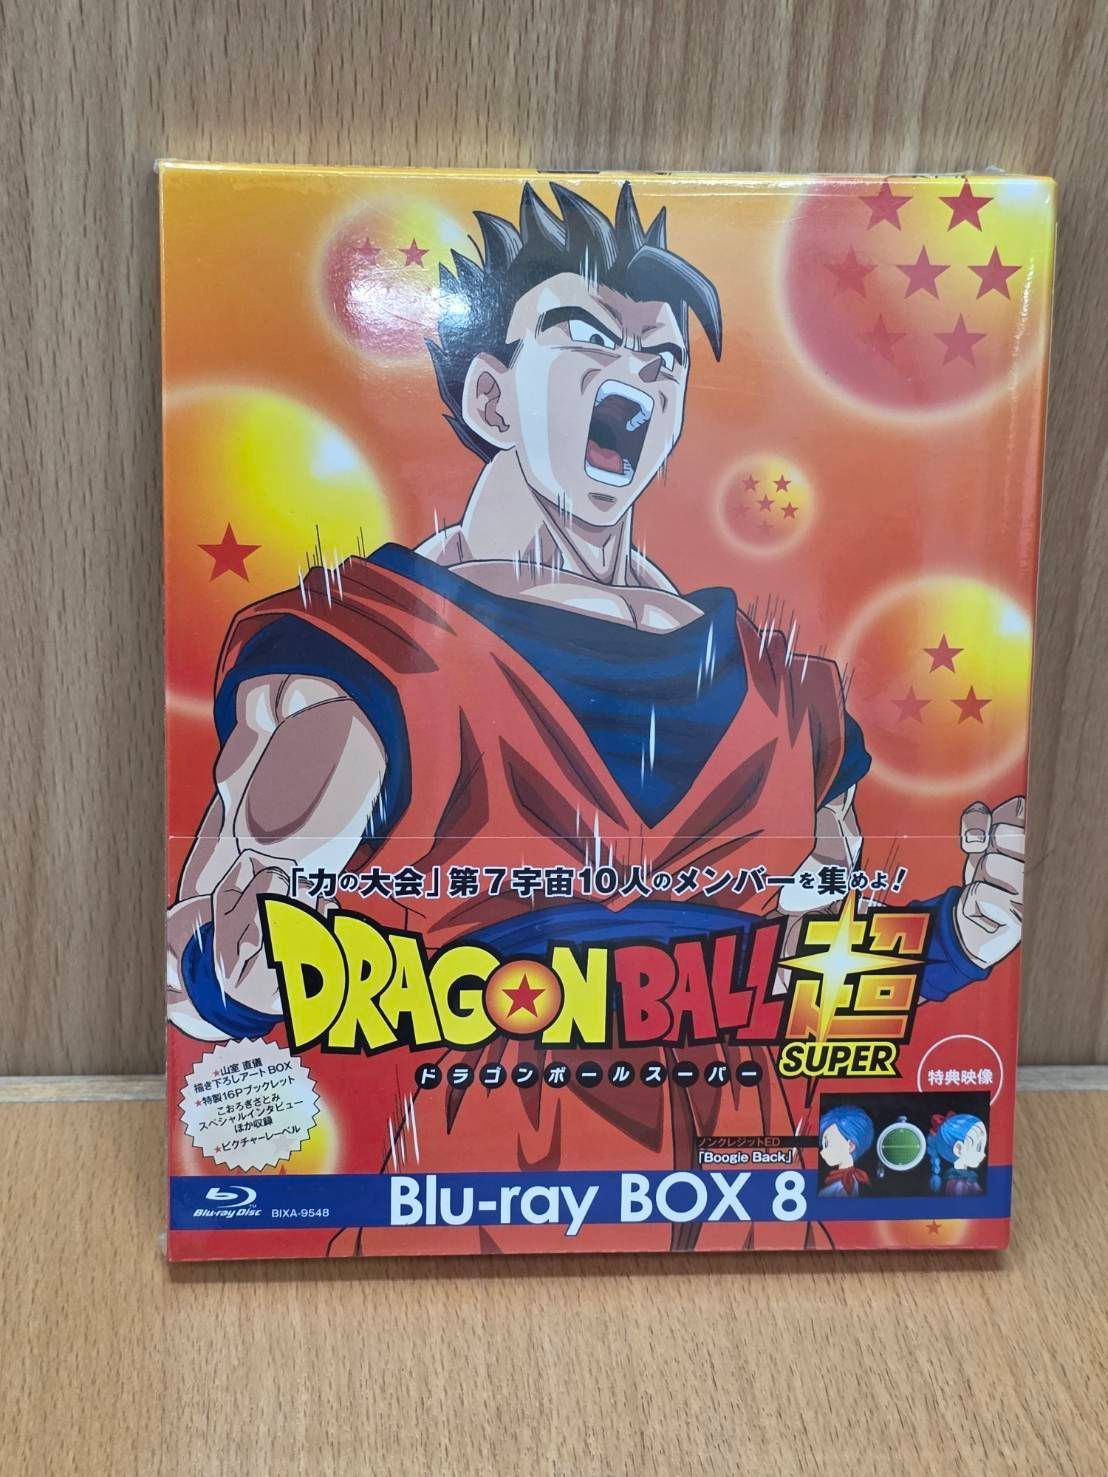 「力の大会」第7宇宙10人のメンバーを集めよ!
DRAGON BALL 超
SUPER
ドラゴンボールスーパー
★山室 直儀
描き下ろしアートBOX
★特製16Pブックレット
こおろぎさとみ
スペシャルインタビュー
ほか収録
★ピクチャーレーベル
特典映像
ノンクレジットED
「Boogie Back」
Blu-ray Disc
BIXA-9548
Blu-ray BOX 8